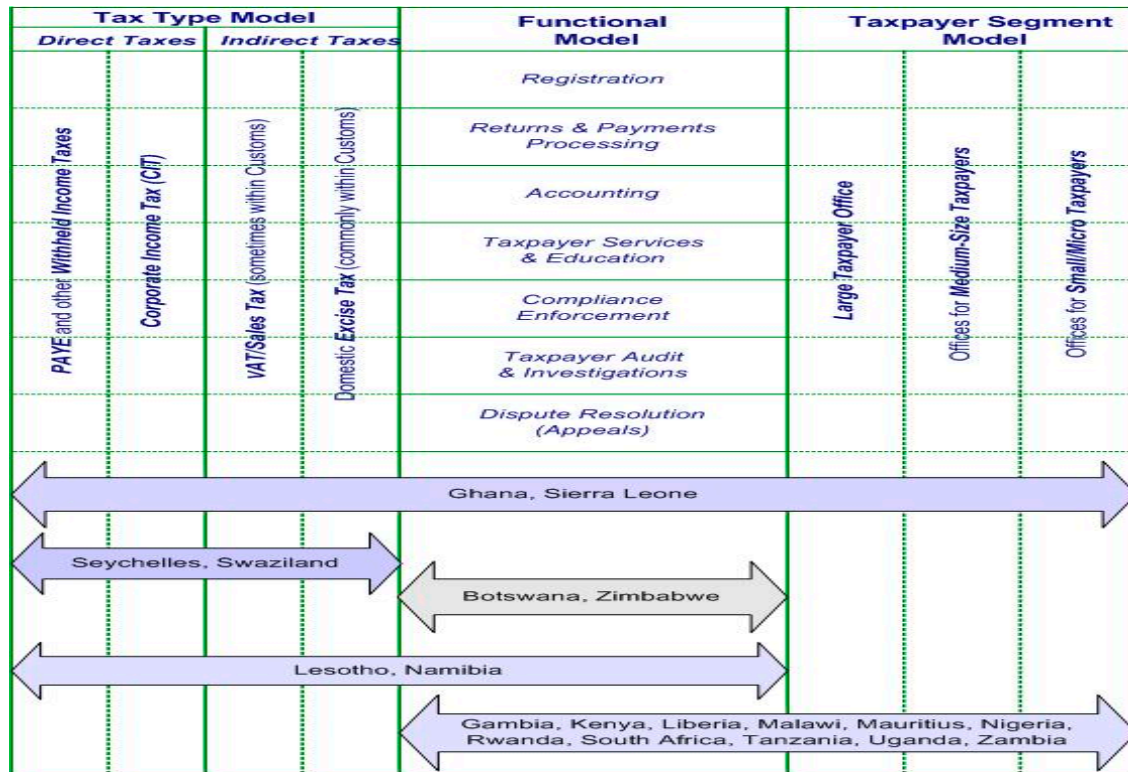 Tax Type Model
Direct Taxes
Indirect Taxes
Functional
Model
Taxpayer Segment
Model
PAYE and other Withheld Income Taxes
Corporate Income Tax (CIT)
VAT/Sales Tax (sometimes within Customs)
Domestic Excise Tax (commonly within Customs)
Registration
Returns & Payments
Processing
Accounting
Taxpayer Services
& Education
Compliance
Enforcement
Taxpayer Audit
& Investigations
Dispute Resolution
(Appeals)
Large Taxpayer Office
Offices for Medium-Size Taxpayers
Offices for Small/Micro Taxpayers
Ghana, Sierra Leone
Seychelles, Swaziland
Botswana, Zimbabwe
Lesotho, Namibia
Gambia, Kenya, Liberia, Malawi, Mauritius, Nigeria,
Rwanda, South Africa, Tanzania, Uganda, Zambia